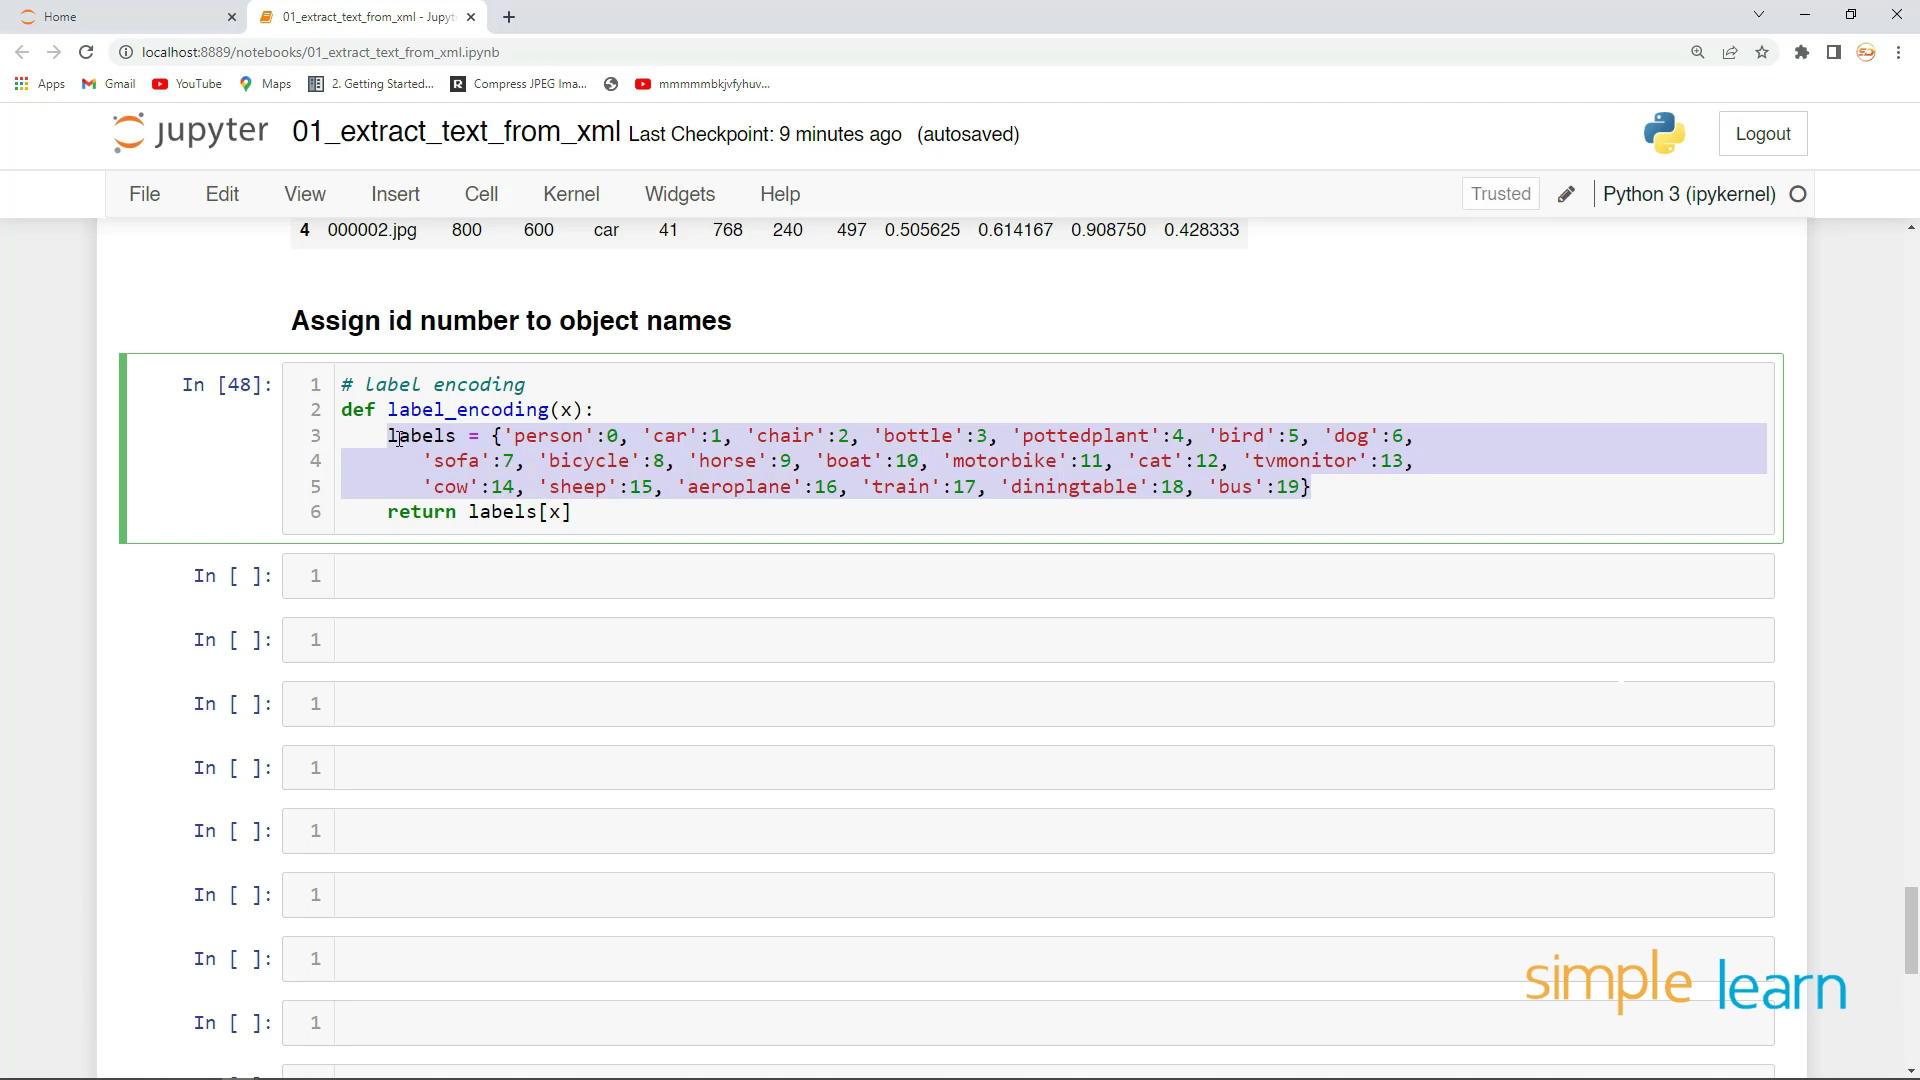 Home
01_extract_text_from_xml - Jupyt
localhost:8889/notebooks/01_extract_text_from_xml.ipynb
Apps Gmail YouTube Maps 2. Getting Started... R Compress JPEG Ima... mmmmmbkjvfyhuv...
jupyter 01_extract_text_from_xml Last Checkpoint: 9 minutes ago (autosaved)
Logout
File Edit View Insert Cell Kernel Widgets Help
Trusted Python 3 (ipykernel)
4 000002.jpg 800 600 car 41 768 240 497 0.505625 0.614167 0.908750 0.428333
Assign id number to object names
In [48]: 1 # label encoding
2 def label_encoding(x):
3 labels = {'person':0, 'car':1, 'chair':2, 'bottle':3, 'pottedplant':4, 'bird':5, 'dog':6,
4 'sofa':7, 'bicycle':8, 'horse':9, 'boat':10, 'motorbike':11, 'cat':12, 'tvmonitor':13,
5 'cow':14, 'sheep':15, 'aeroplane':16, 'train':17, 'diningtable':18, 'bus':19}
6 return labels[x]
In [ ]: 1
In [ ]: 1
In [ ]: 1
In [ ]: 1
In [ ]: 1
In [ ]: 1
In [ ]: 1
In [ ]: 1
simplelearn